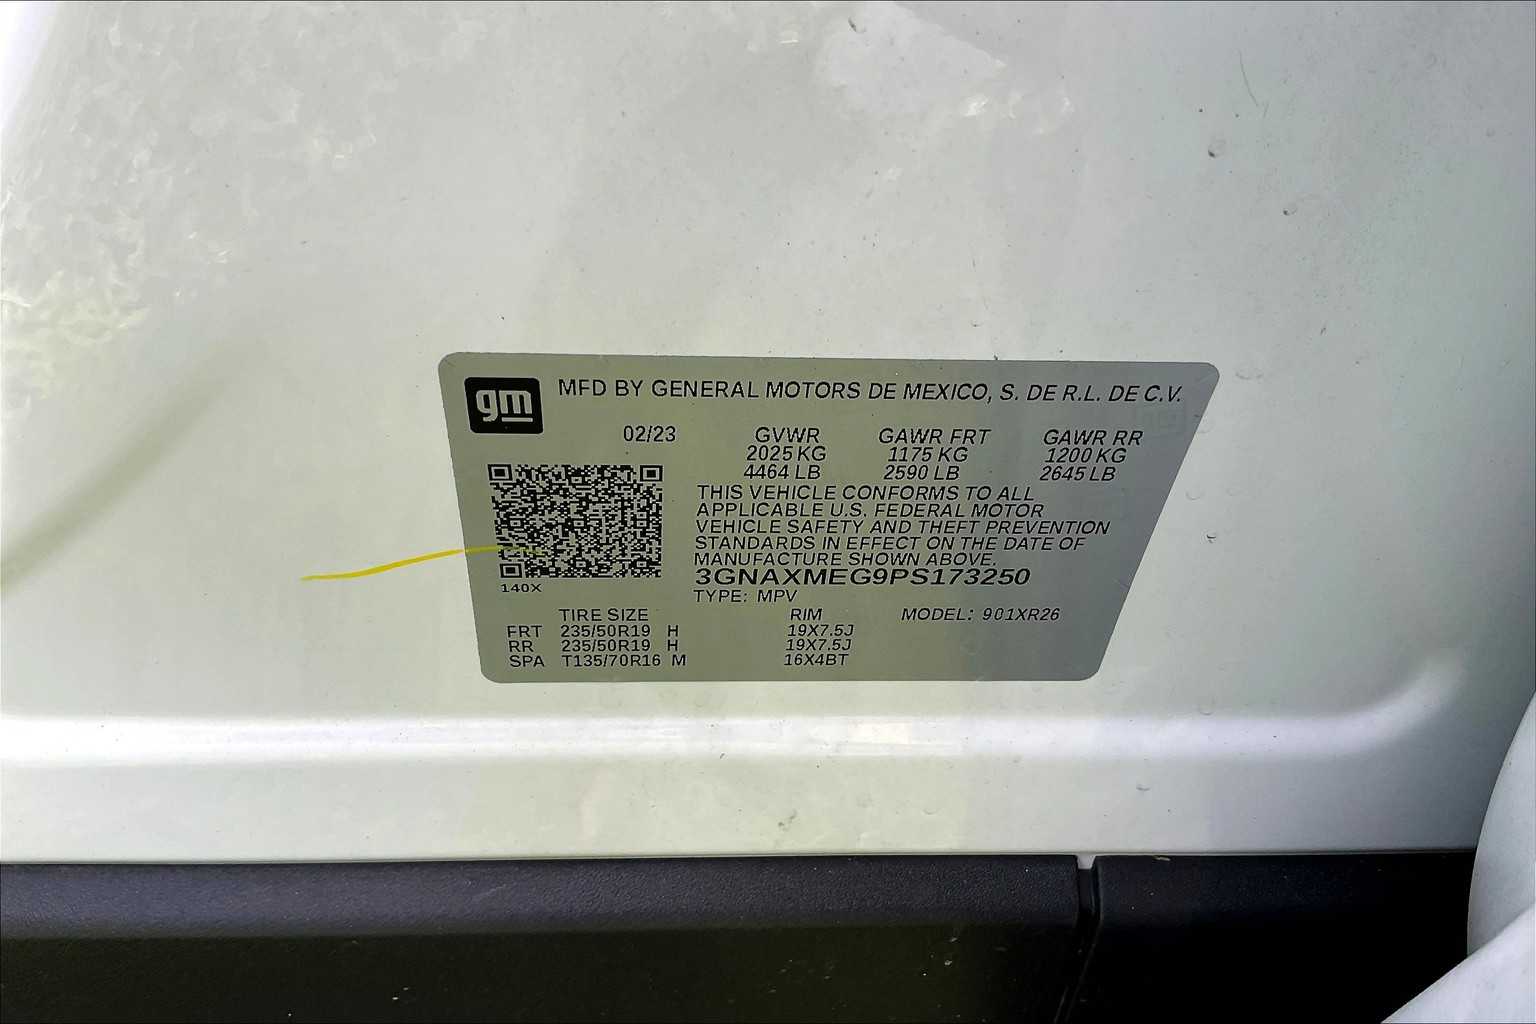 gm MFD BY GENERAL MOTORS DE MEXICO, S. DE R.L. DE C.V.
02/23 GVWR GAWR FRT GAWR RR
2025 KG 1175 KG 1200 KG
4464 LB 2590 LB 2645 LB
THIS VEHICLE CONFORMS TO ALL
APPLICABLE U.S. FEDERAL MOTOR
VEHICLE SAFETY AND THEFT PREVENTION
STANDARDS IN EFFECT ON THE DATE OF
MANUFACTURE SHOWN ABOVE.
3GNAXMEG9PS173250
140X TYPE: MPV
TIRE SIZE RIM MODEL: 901XR26
FRT 235/50R19 H 19X7.5J
RR 235/50R19 H 19X7.5J
SPA T135/70R16 M 16X4BT